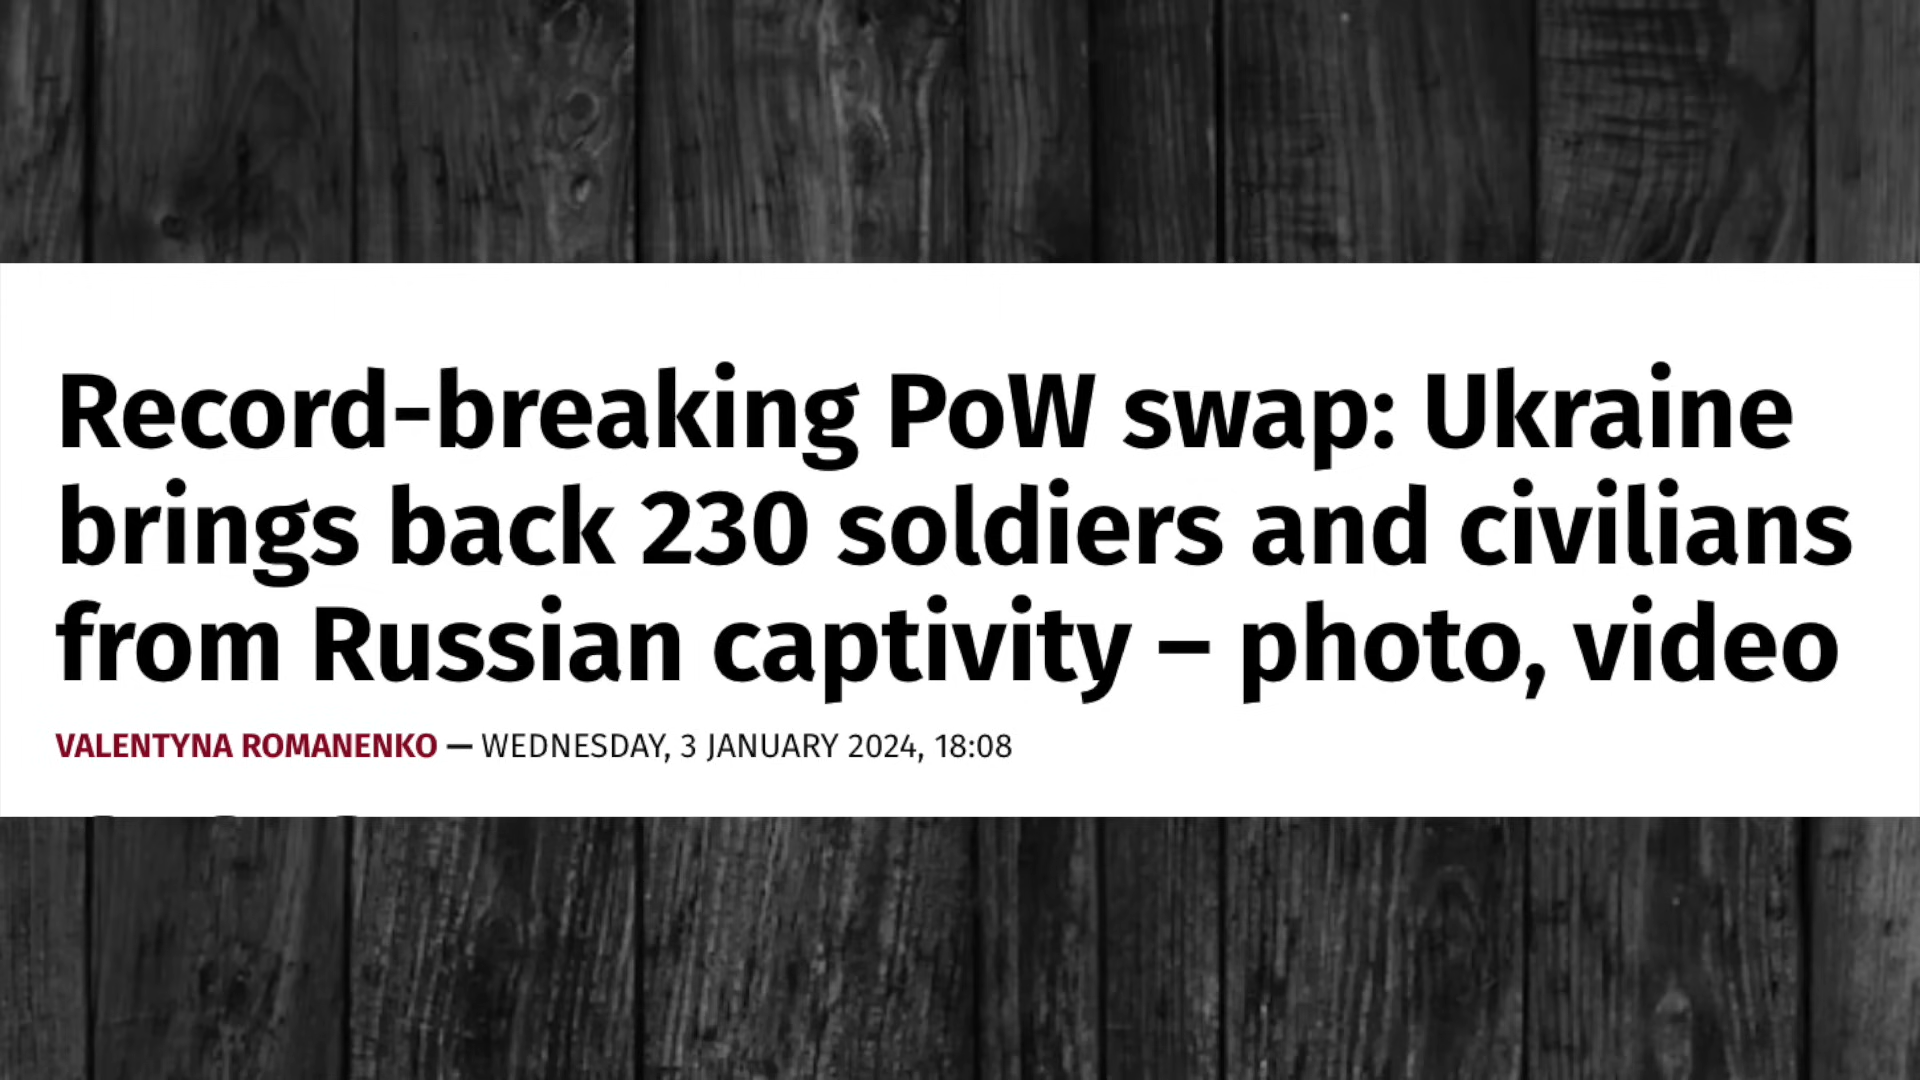 Record-breaking PoW swap: Ukraine
brings back 230 soldiers and civilians
from Russian captivity – photo, video
VALENTYNA ROMANENKO — WEDNESDAY, 3 JANUARY 2024, 18:08